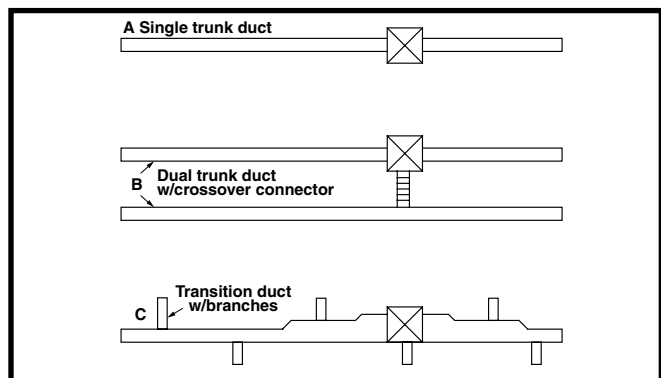 A Single trunk duct
B Dual trunk duct
w/crossover connector
C Transition duct
w/branches